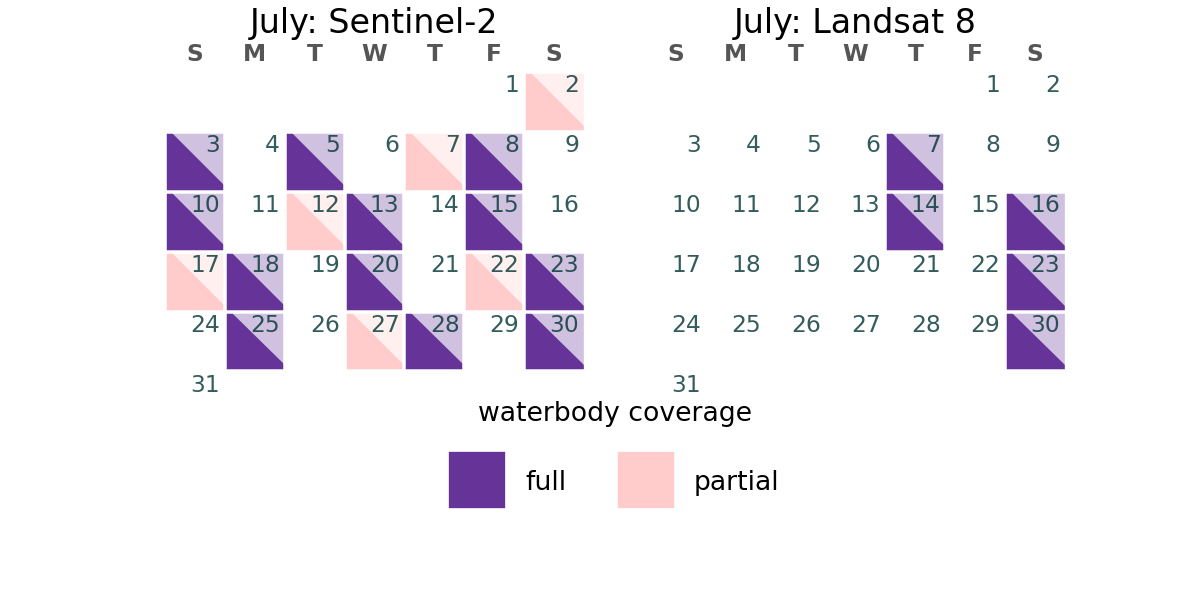 July: Sentinel-2
S M T W T F S
1 2
3 4 5 6 7 8 9
10 11 12 13 14 15 16
17 18 19 20 21 22 23
24 25 26 27 28 29 30
31
July: Landsat 8
S M T W T F S
1 2
3 4 5 6 7 8 9
10 11 12 13 14 15 16
17 18 19 20 21 22 23
24 25 26 27 28 29 30
31
waterbody coverage
full partial